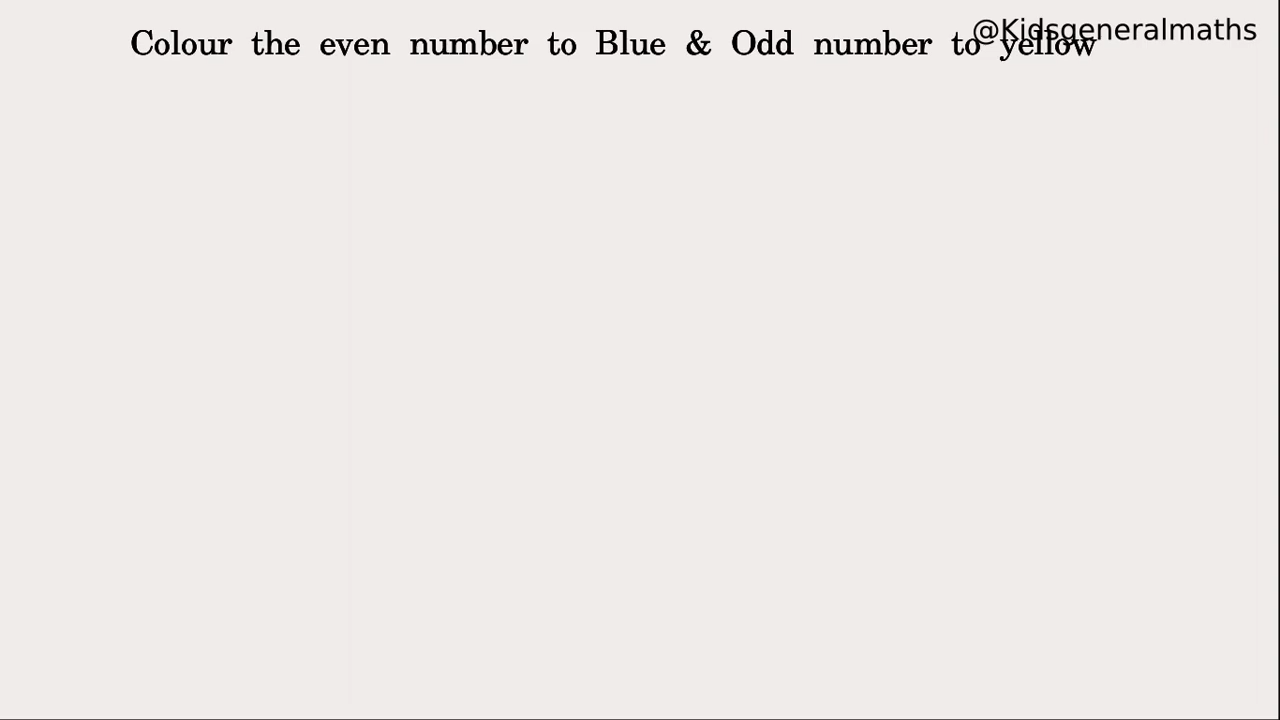 Colour the even number to Blue & Odd number to yellow
@Kidsgeneralmaths